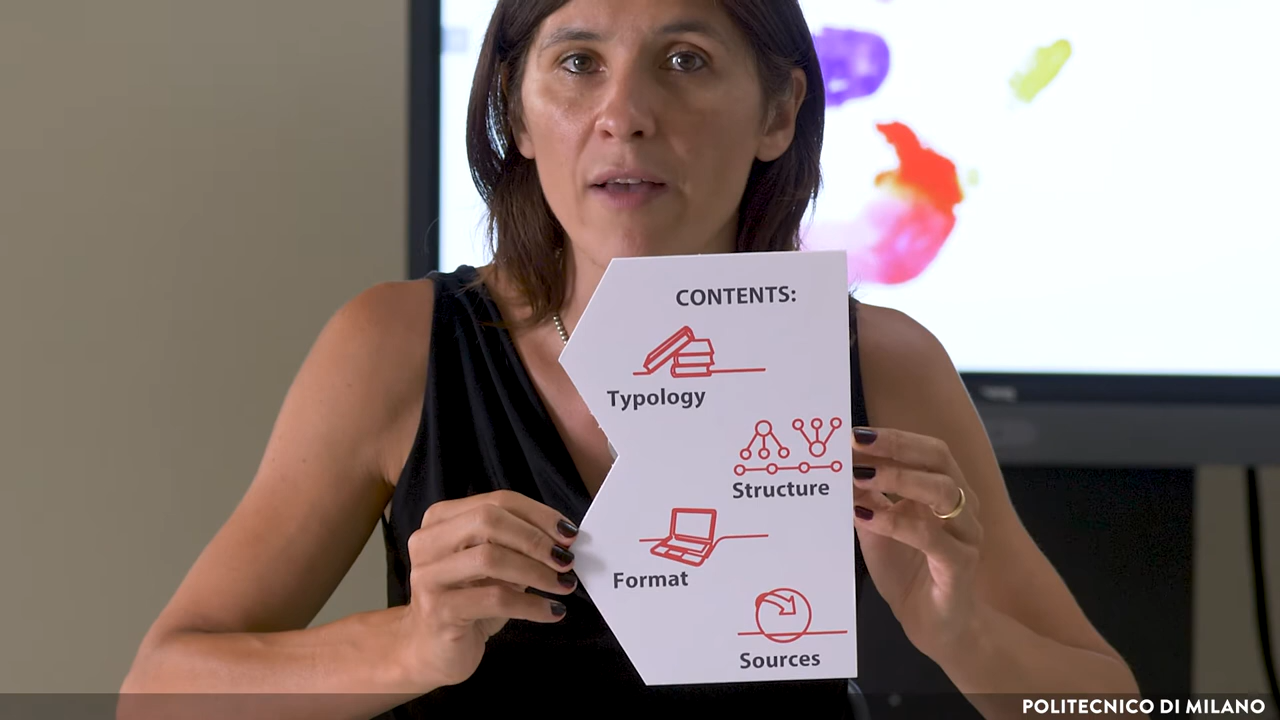 CONTENTS:
Typology
Structure
Format
Sources
POLITECNICO DI MILANO